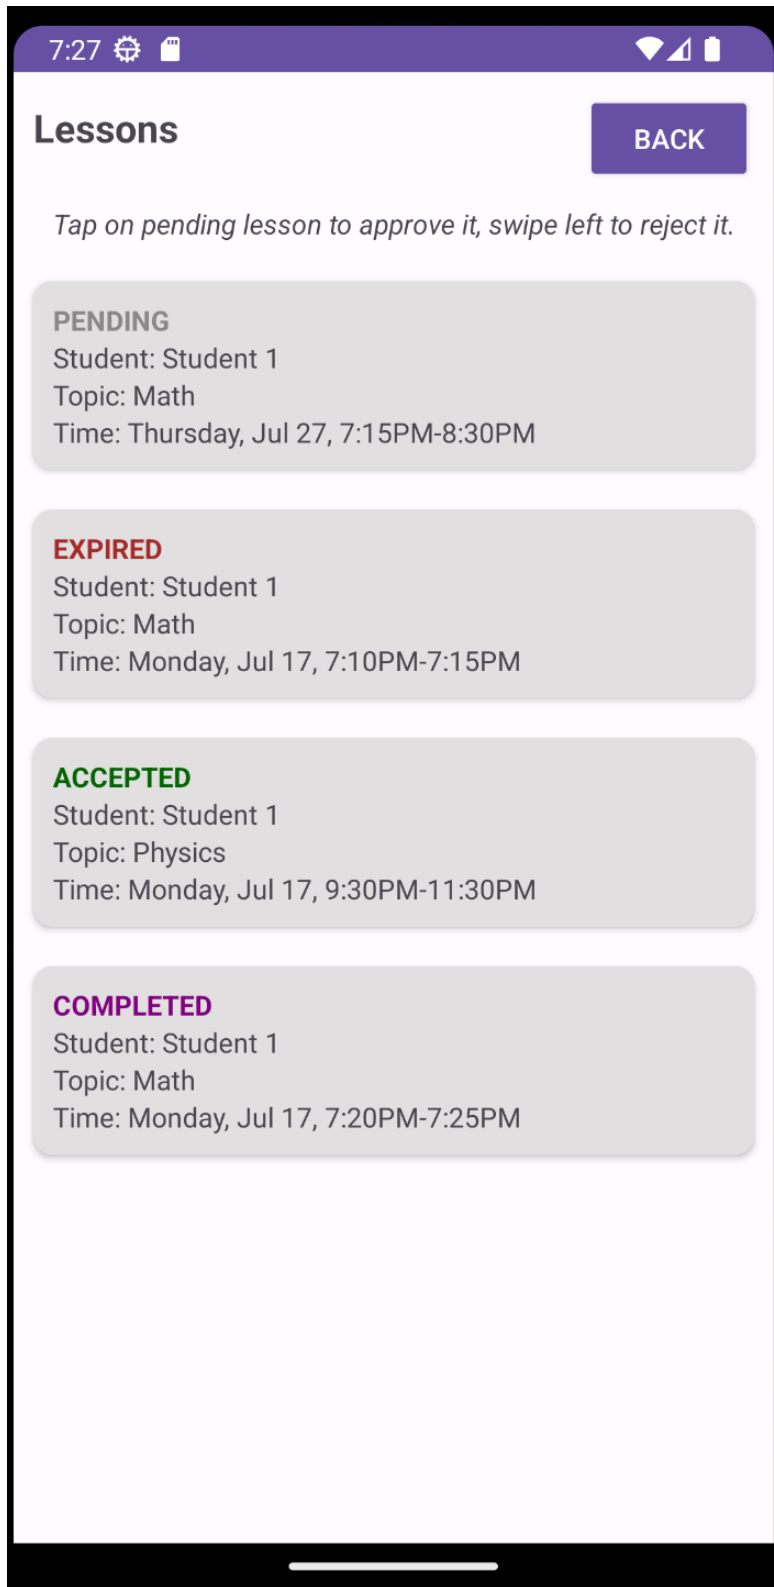 7:27
Lessons
BACK
Tap on pending lesson to approve it, swipe left to reject it.
PENDING
Student: Student 1
Topic: Math
Time: Thursday, Jul 27, 7:15PM-8:30PM
EXPIRED
Student: Student 1
Topic: Math
Time: Monday, Jul 17, 7:10PM-7:15PM
ACCEPTED
Student: Student 1
Topic: Physics
Time: Monday, Jul 17, 9:30PM-11:30PM
COMPLETED
Student: Student 1
Topic: Math
Time: Monday, Jul 17, 7:20PM-7:25PM